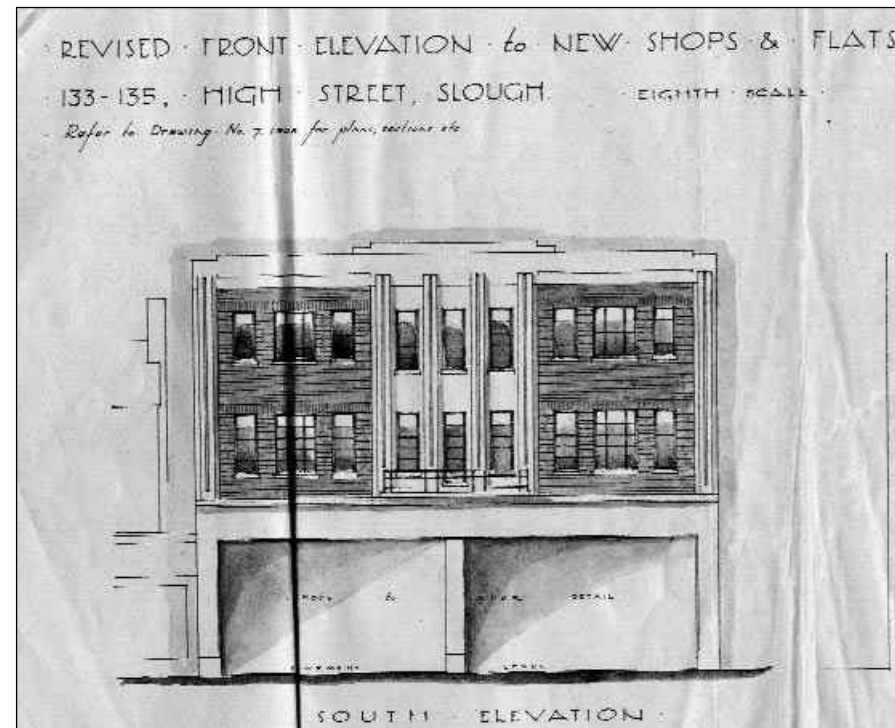 REVISED · FRONT · ELEVATION · to · NEW · SHOPS · & · FLATS
133-135, · HIGH · STREET, SLOUGH. · EIGHTH · SCALE ·
Refer to Drawing No. 7 for plans, sections etc
to DETAIL
PAVEMENT LEVEL
SOUTH · ELEVATION ·